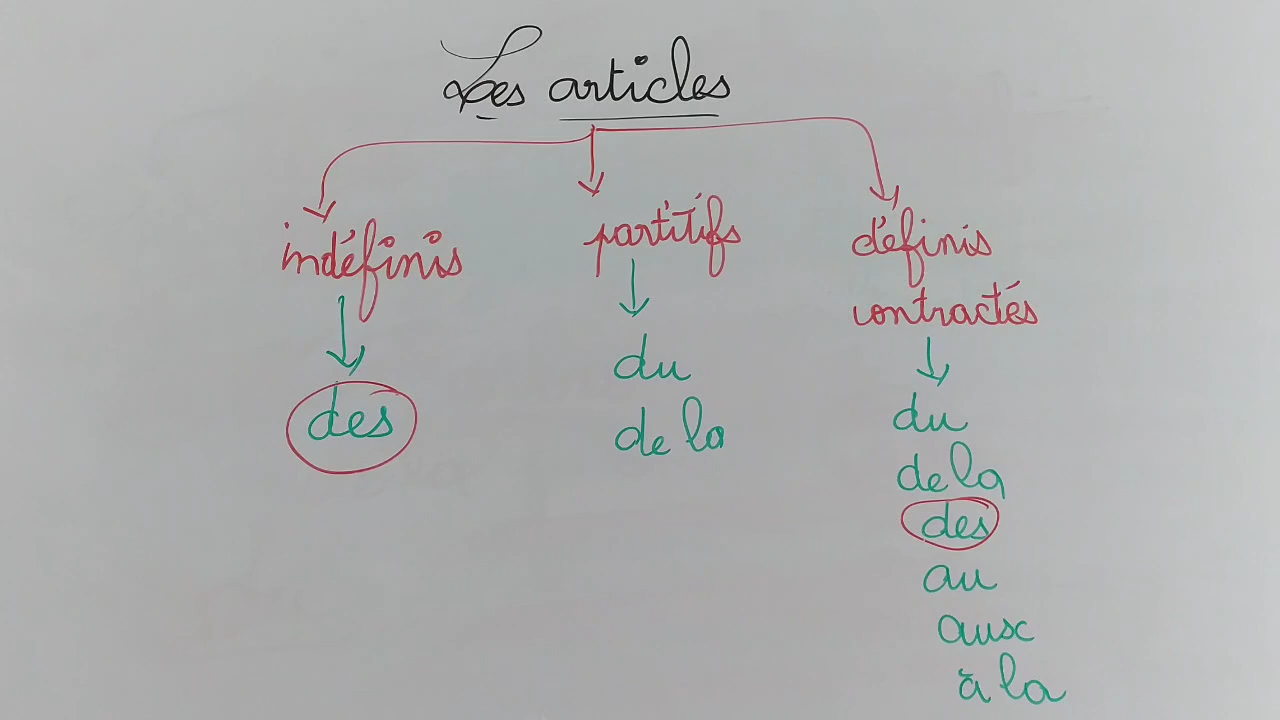 Les articles
indéfinis
des
partitifs
du
de la
définis
contractés
du
de la
des
au
aux
à la